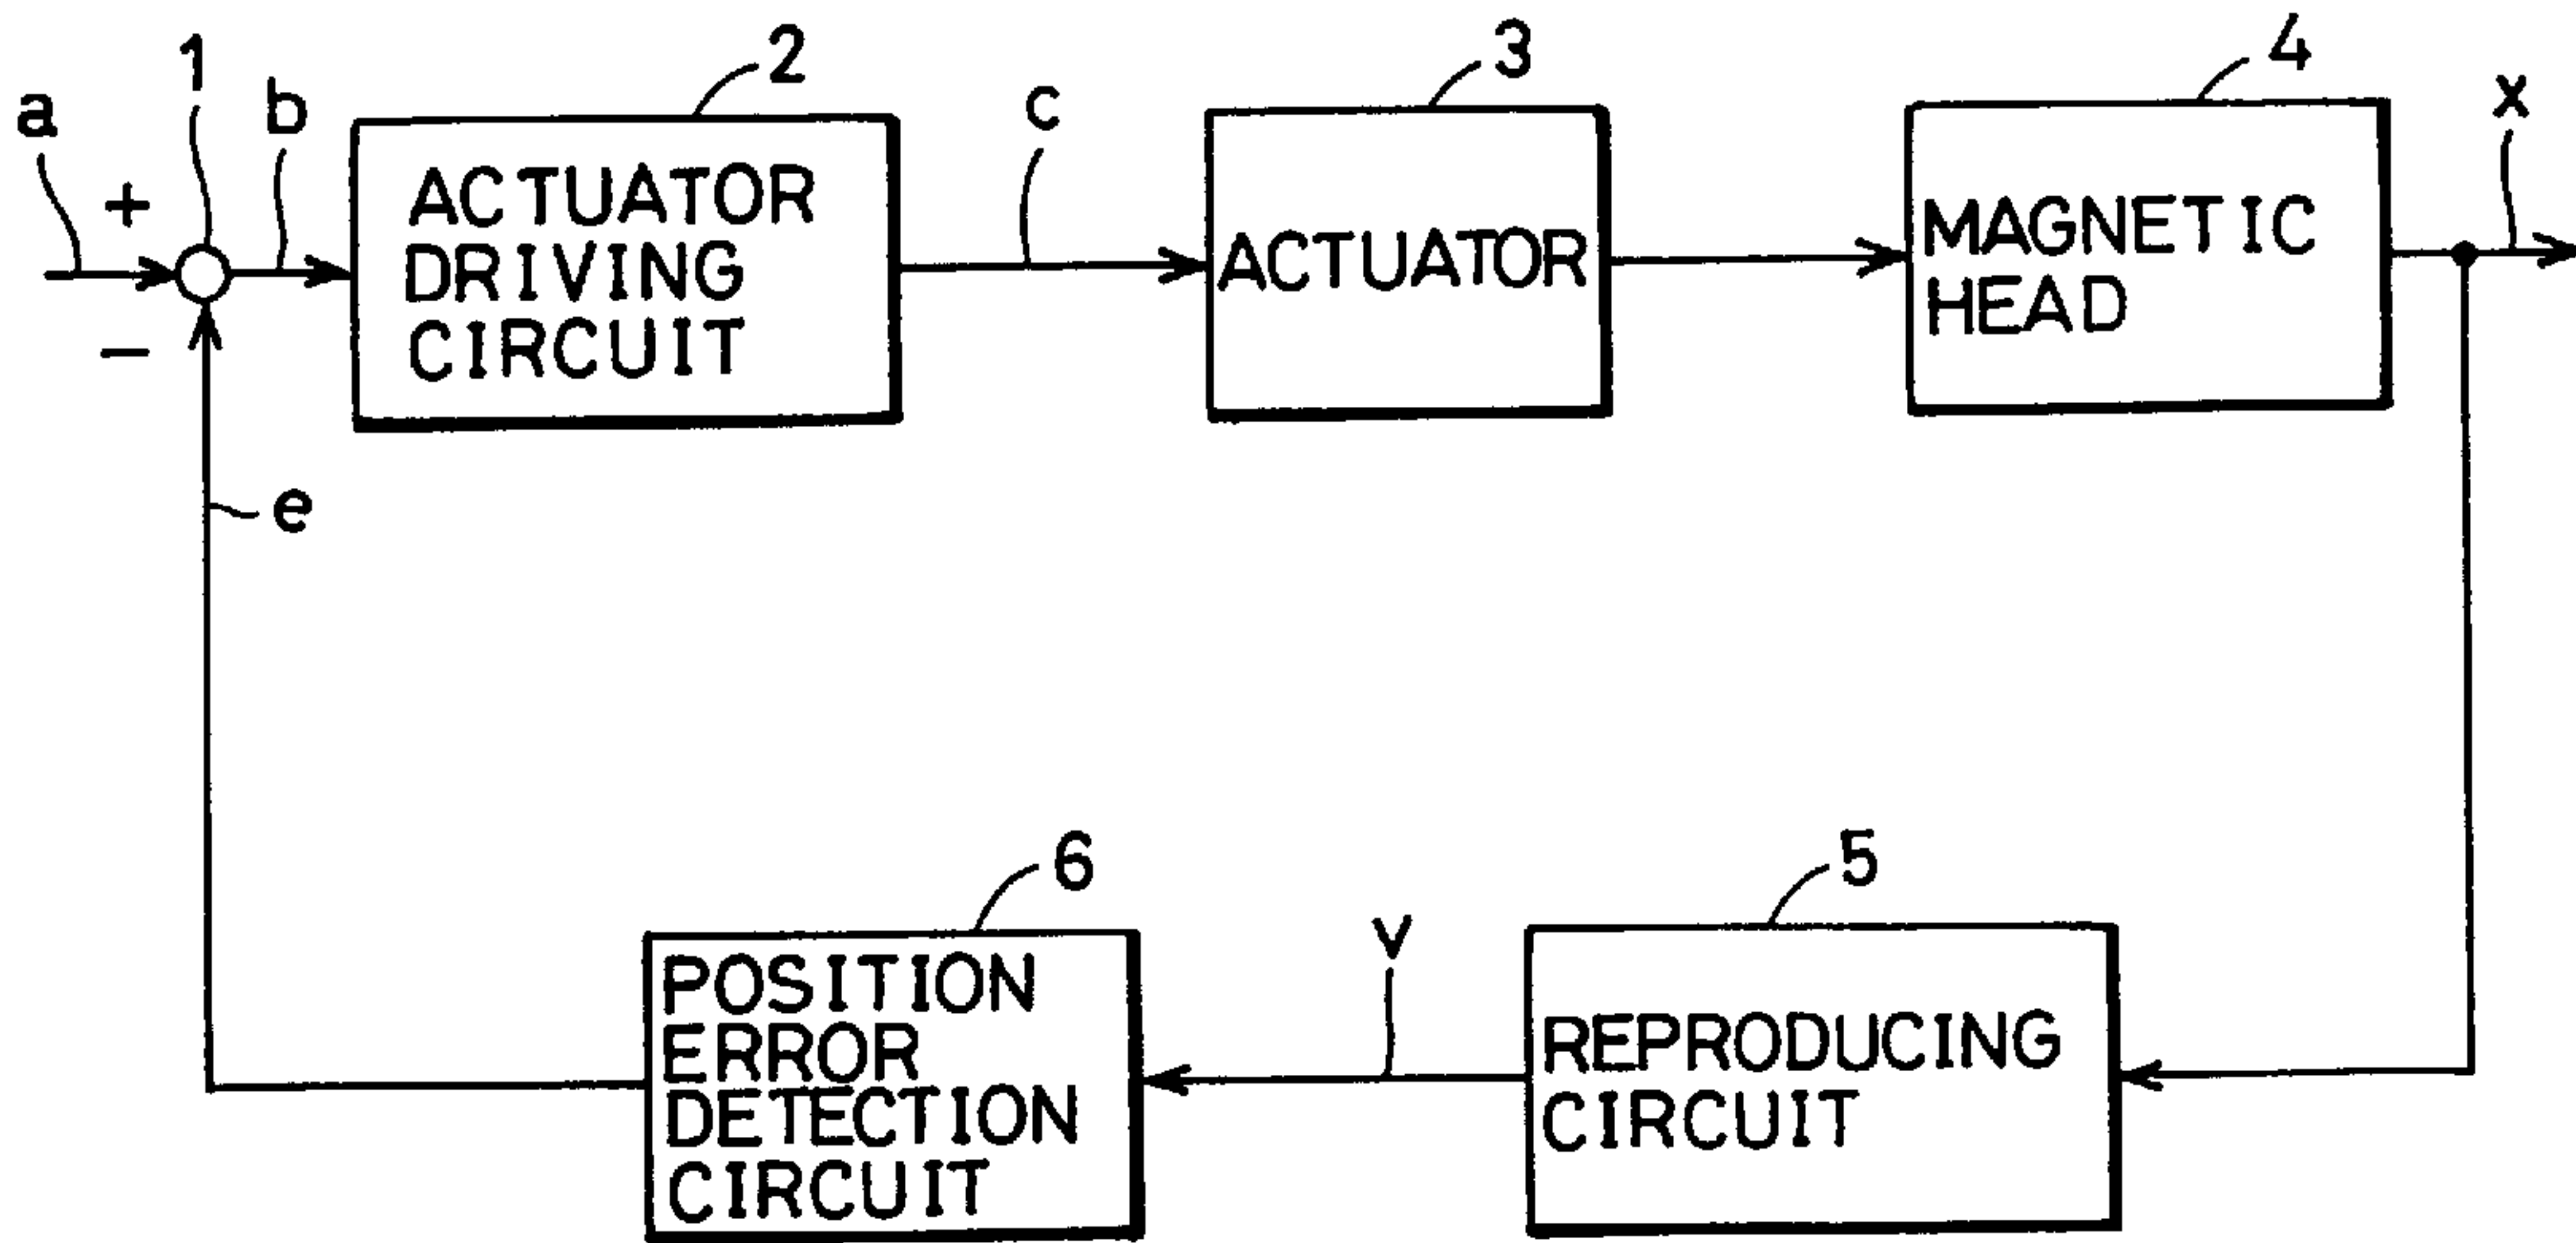 1
2
3
4
a
b
c
x
+
−
ACTUATOR
DRIVING
CIRCUIT
ACTUATOR
MAGNETIC
HEAD
e
6
5
v
POSITION
ERROR
DETECTION
CIRCUIT
REPRODUCING
CIRCUIT